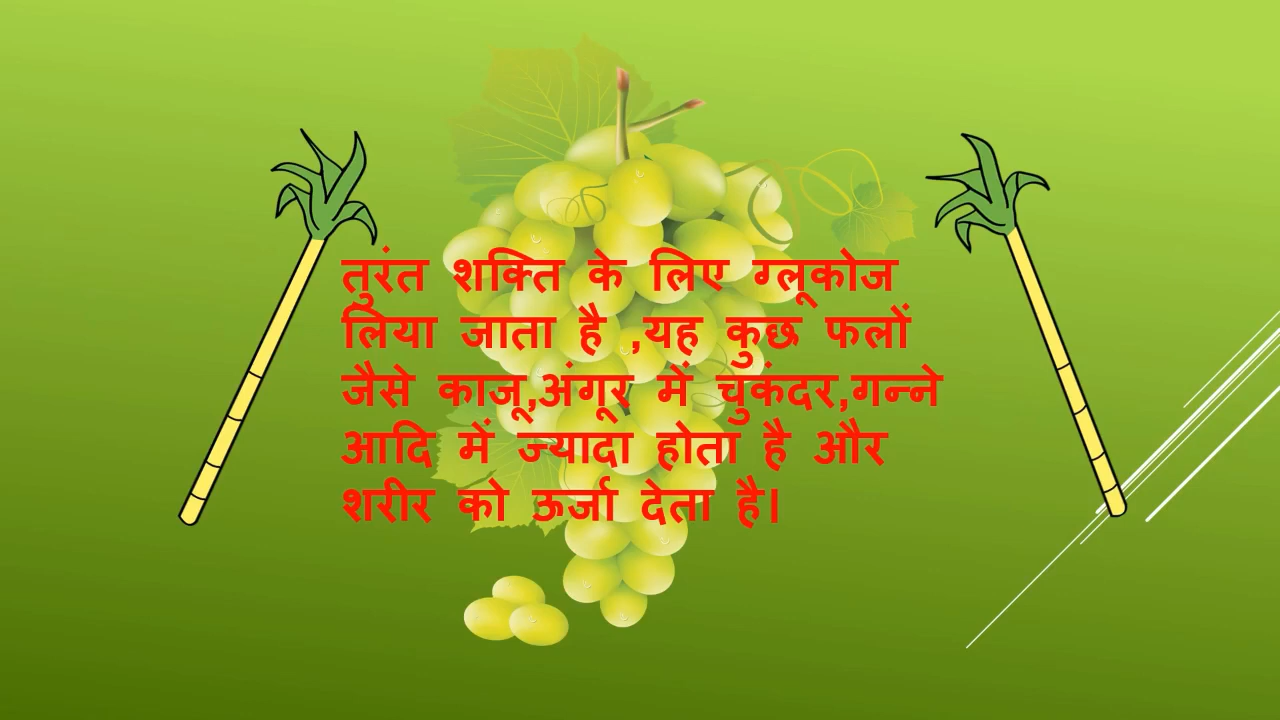 तुरंत शक्ति के लिए ग्लूकोज
लिया जाता है ,यह कुछ फलों
जैसे काजू,अंगूर में चुकंदर,गन्ने
आदि में ज्यादा होता है और
शरीर को ऊर्जा देता है।